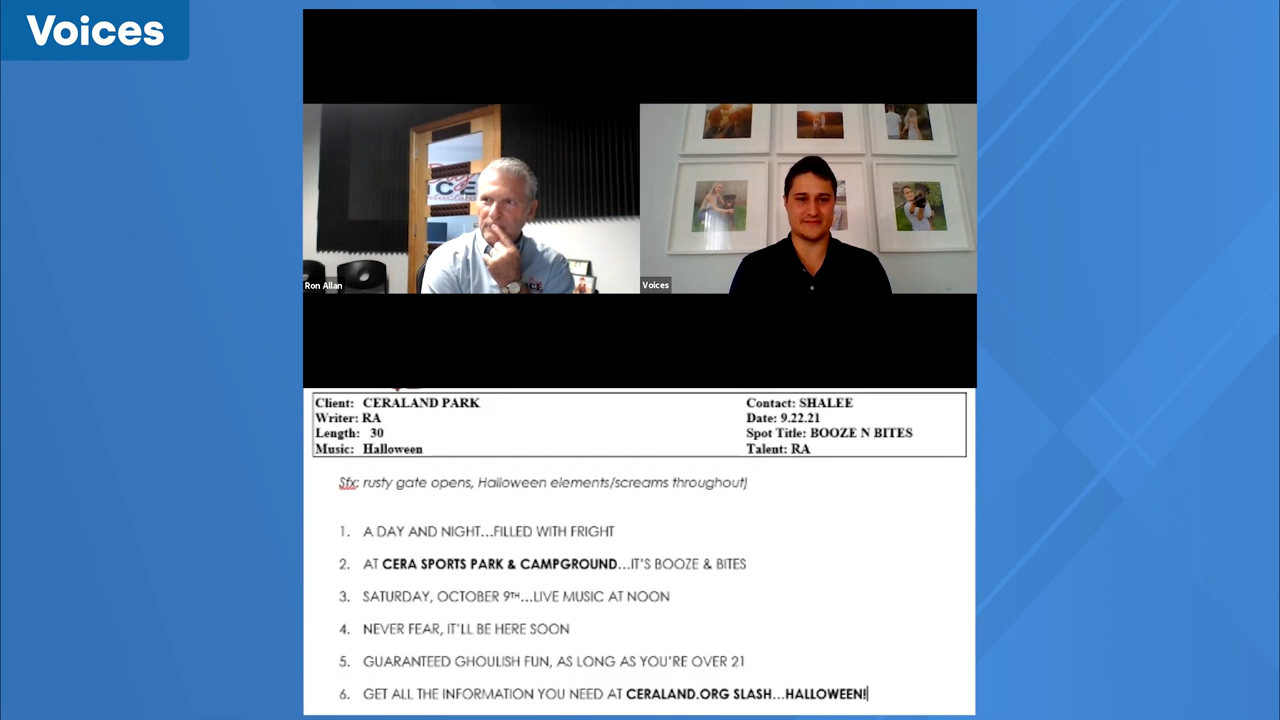 Voices
CE
Ron Allan
Voices
Client: CERALAND PARK
Contact: SHALEE
Writer: RA
Date: 9.22.21
Length: 30
Spot Title: BOOZE N BITES
Music: Halloween
Talent: RA
Sfx: rusty gate opens, Halloween elements/screams throughout)
1. A DAY AND NIGHT...FILLED WITH FRIGHT
2. AT CERA SPORTS PARK & CAMPGROUND...IT'S BOOZE & BITES
3. SATURDAY, OCTOBER 9TH...LIVE MUSIC AT NOON
4. NEVER FEAR, IT'LL BE HERE SOON
5. GUARANTEED GHOULISH FUN, AS LONG AS YOU'RE OVER 21
6. GET ALL THE INFORMATION YOU NEED AT CERALAND.ORG SLASH...HALLOWEEN!